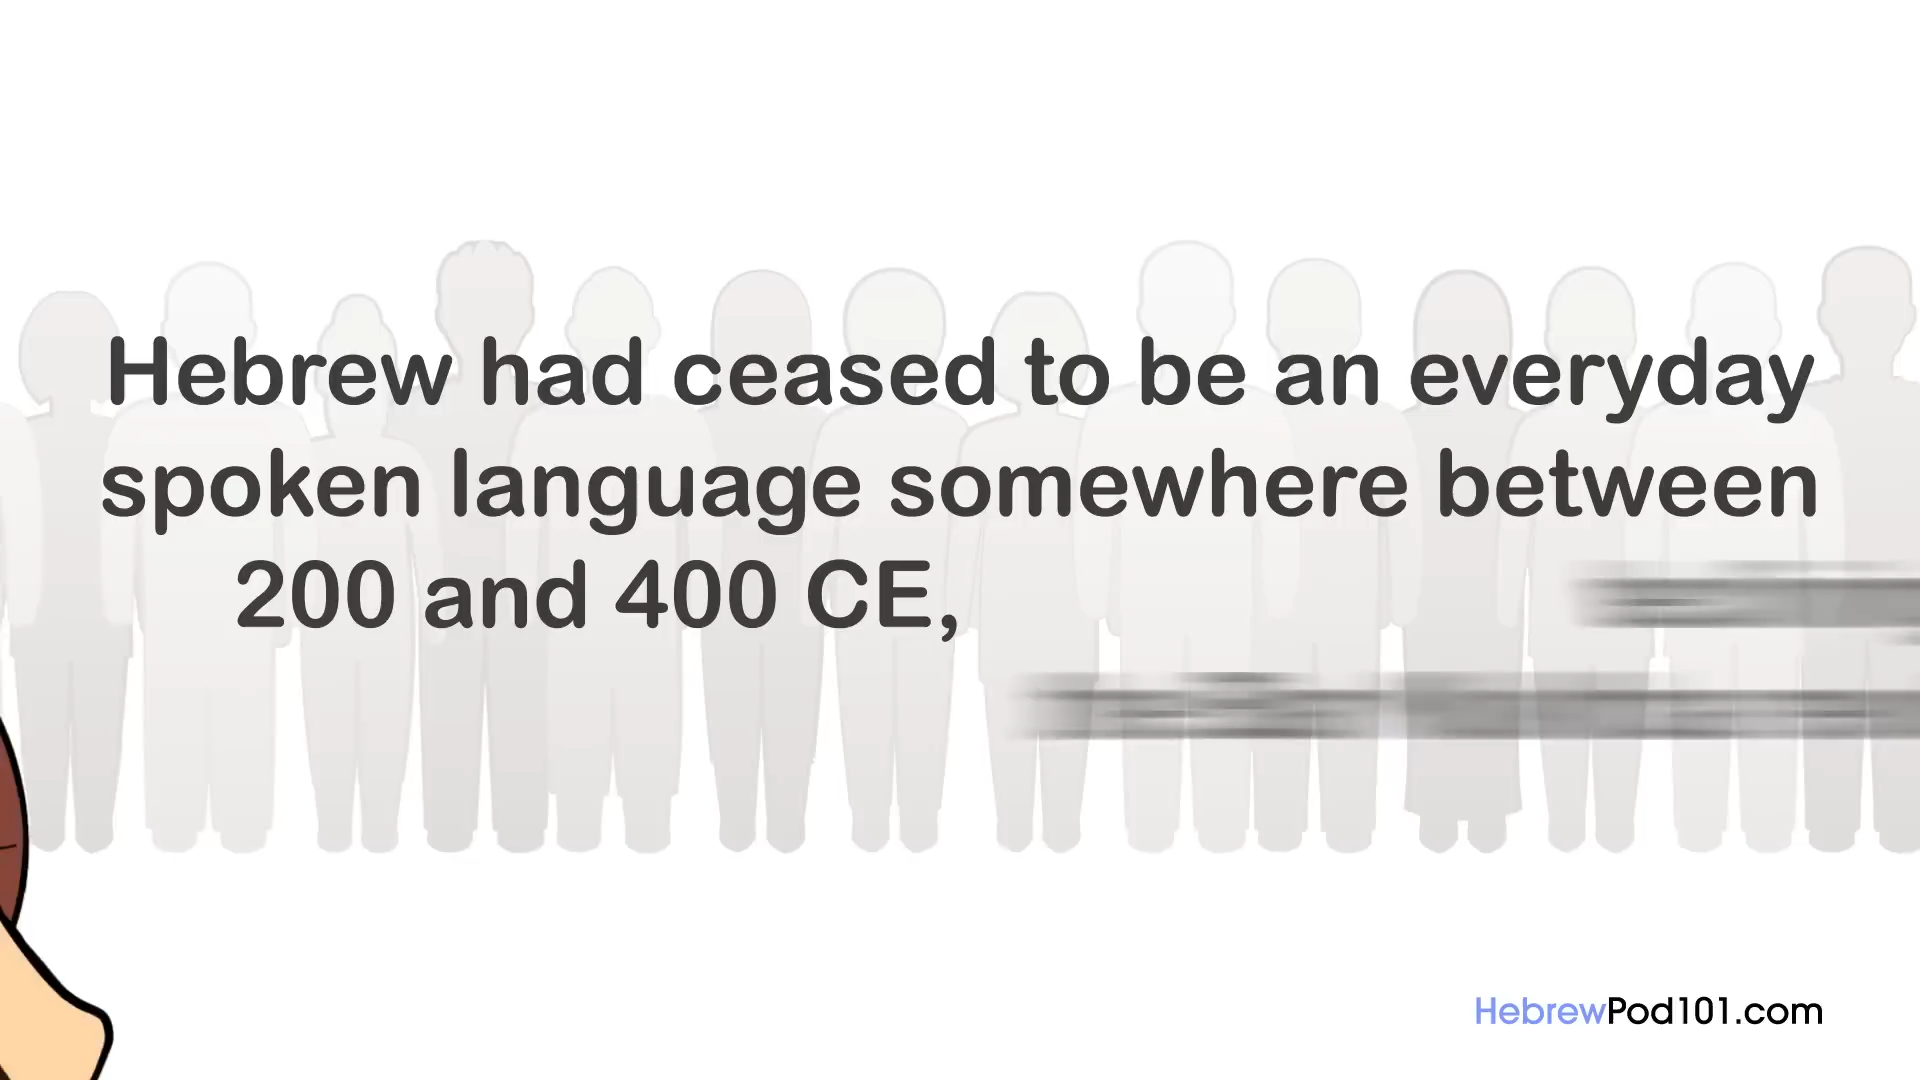 Hebrew had ceased to be an everyday
spoken language somewhere between
200 and 400 CE,
HebrewPod101.com